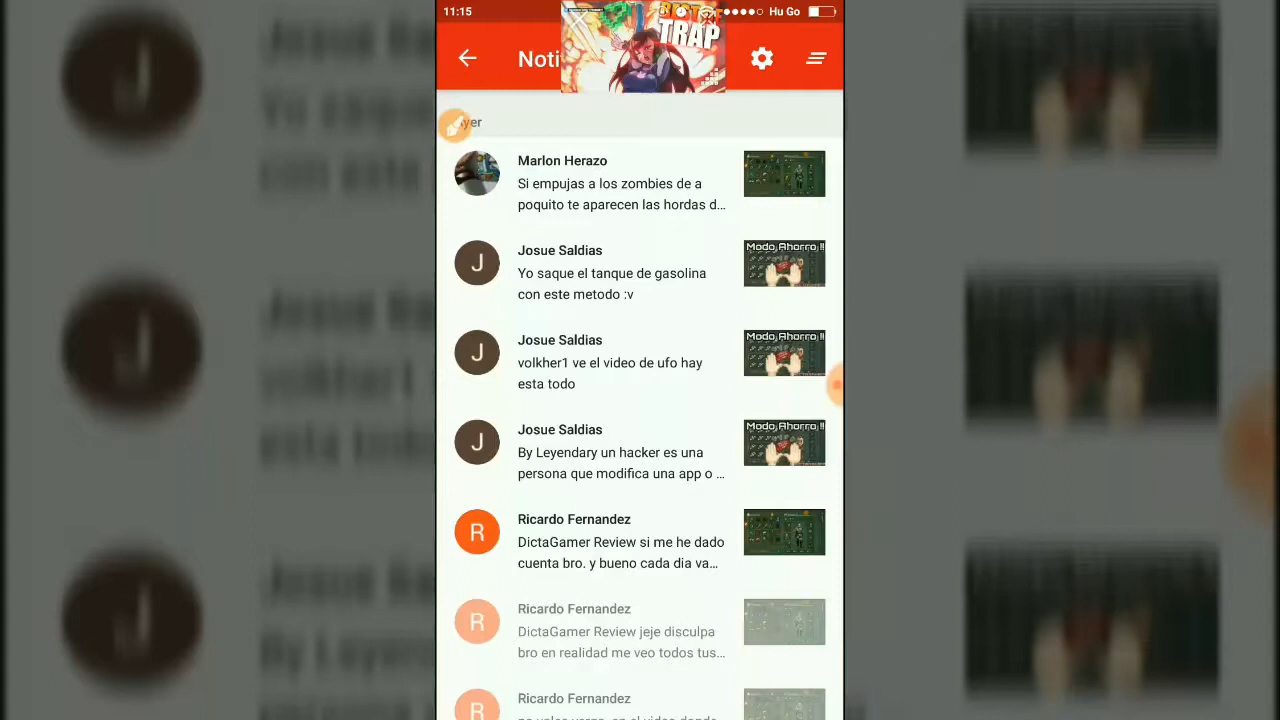 11:15
Hu Go
BEST OF
TRAP
Noti
ayer
Marlon Herazo
Si empujas a los zombies de a
poquito te aparecen las hordas d...
Josue Saldias
Yo saque el tanque de gasolina
con este metodo :v
Modo Ahorro !!
Josue Saldias
volkher1 ve el video de ufo hay
esta todo
Modo Ahorro !!
Josue Saldias
By Leyendary un hacker es una
persona que modifica una app o ...
Modo Ahorro !!
Ricardo Fernandez
DictaGamer Review si me he dado
cuenta bro. y bueno cada dia va...
Ricardo Fernandez
DictaGamer Review jeje disculpa
bro en realidad me veo todos tus...
Ricardo Fernandez